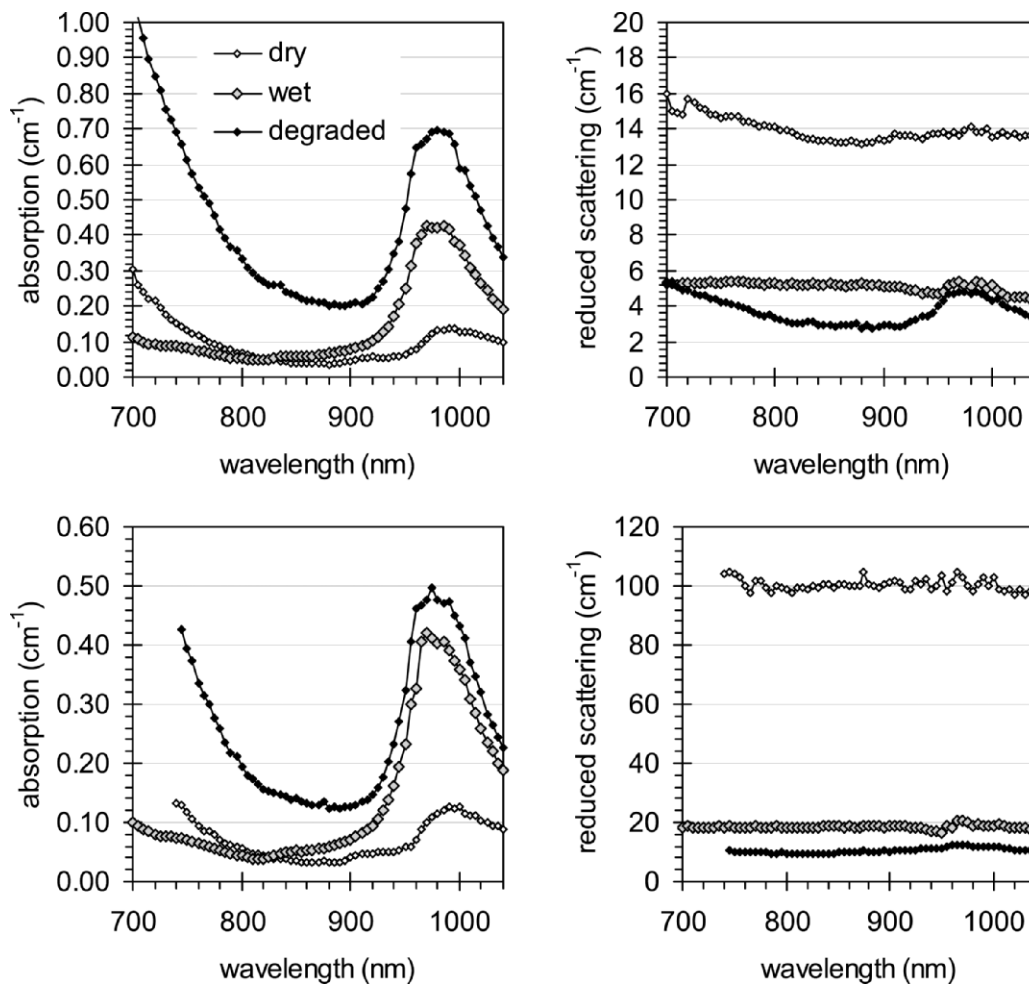 1.00
0.90
0.80
0.70
0.60
0.50
0.40
0.30
0.20
0.10
0.00
absorption (cm⁻¹)
dry
wet
degraded
700 800 900 1000
wavelength (nm)
20
18
16
14
12
10
8
6
4
2
0
reduced scattering (cm⁻¹)
700 800 900 1000
wavelength (nm)
0.60
0.50
0.40
0.30
0.20
0.10
0.00
absorption (cm⁻¹)
700 800 900 1000
wavelength (nm)
120
100
80
60
40
20
0
reduced scattering (cm⁻¹)
700 800 900 1000
wavelength (nm)